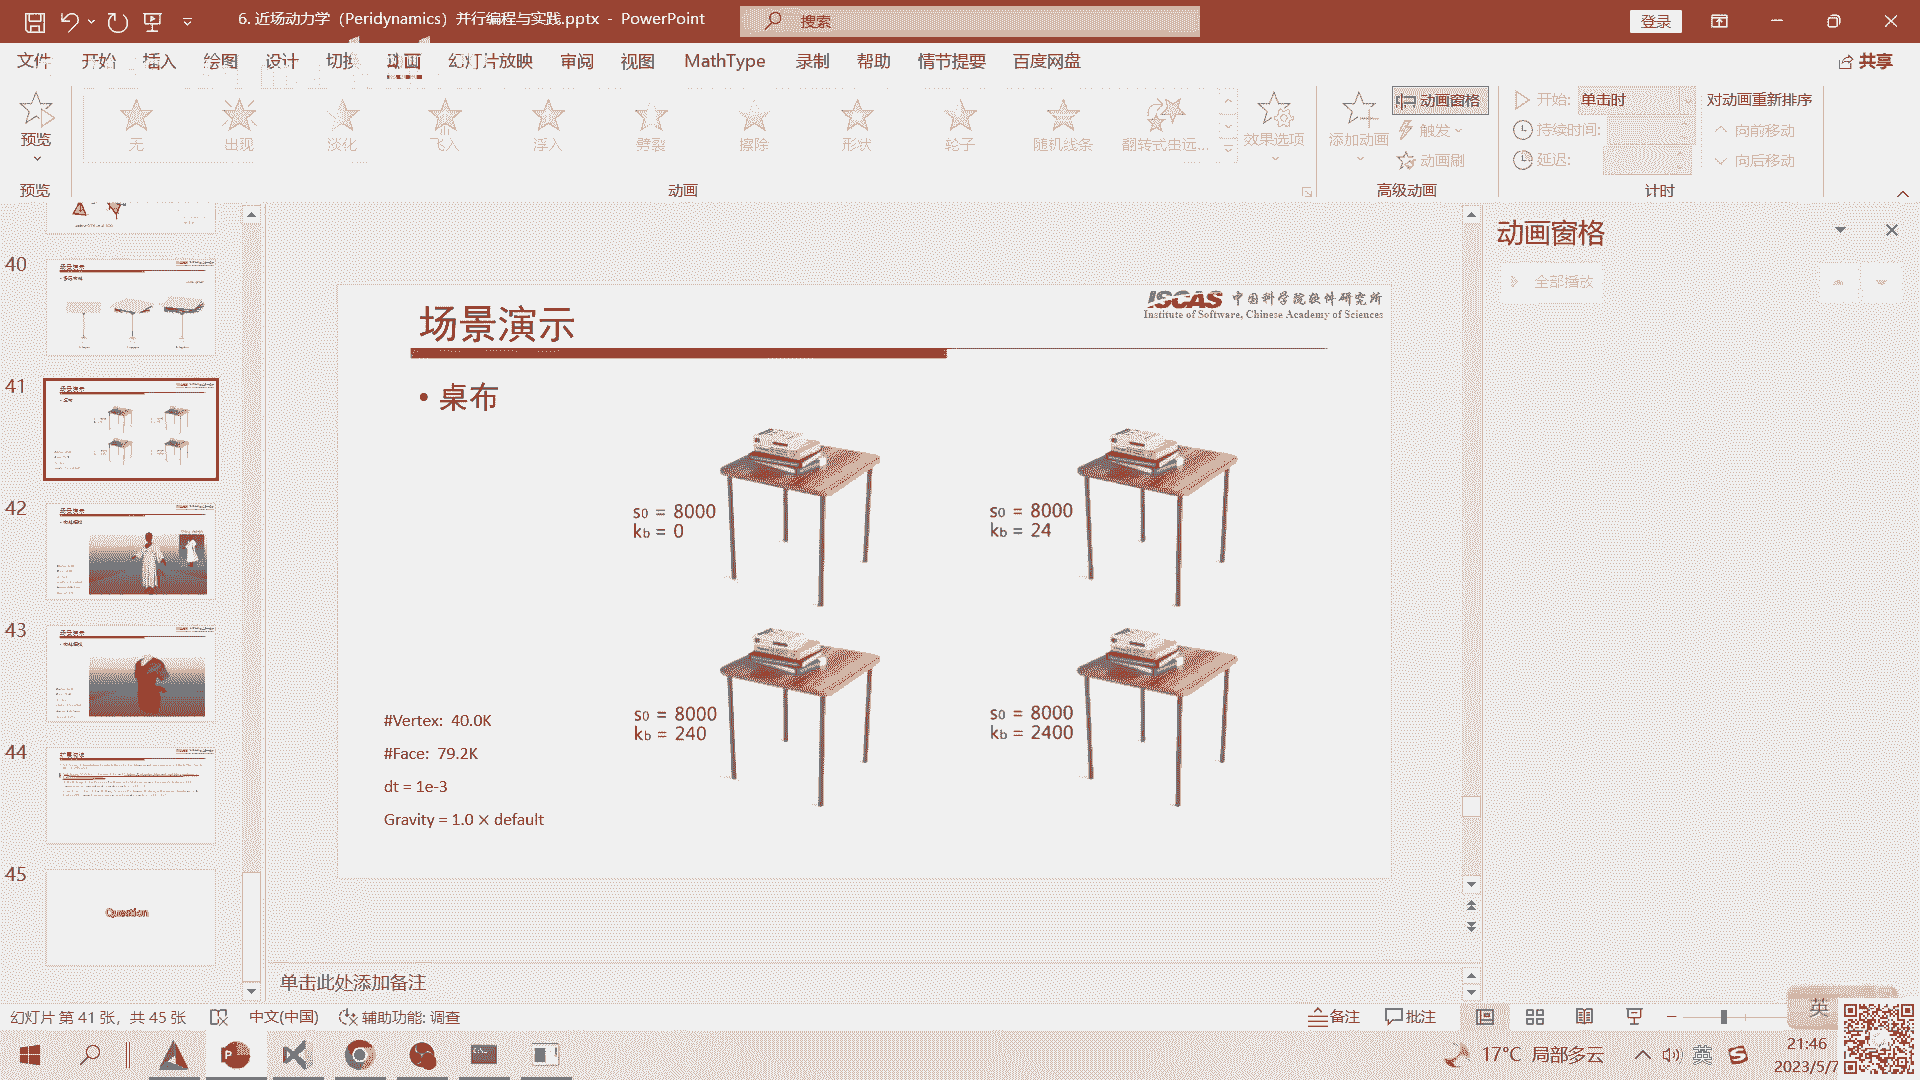 6. 近场动力学（Peridynamics）并行编程与实践.pptx - PowerPoint
搜索
登录
文件 开始 插入 绘图 设计 切换 动画 幻灯片放映 审阅 视图 MathType 录制 帮助 情节提要 百度网盘
共享
预览
无 出现 淡化 飞入 浮入 劈裂 擦除 形状 轮子 随机线条 翻转式由远...
效果选项
添加动画
动画窗格
触发
动画刷
开始: 单击时
持续时间:
延迟:
对动画重新排序
向前移动
向后移动
预览 动画 高级动画 计时
40
41
42
43
44
45
Question
场景演示
ISCAS 中国科学院软件研究所
Institute of Software, Chinese Academy of Sciences
• 桌布
s0 = 8000
kb = 0
s0 = 8000
kb = 24
s0 = 8000
kb = 240
s0 = 8000
kb = 2400
#Vertex: 40.0K
#Face: 79.2K
dt = 1e-3
Gravity = 1.0 × default
动画窗格
全部播放
单击此处添加备注
幻灯片 第 41 张，共 45 张 中文(中国) 辅助功能: 调查
备注 批注
英
17°C 局部多云
英
21:46
2023/5/7